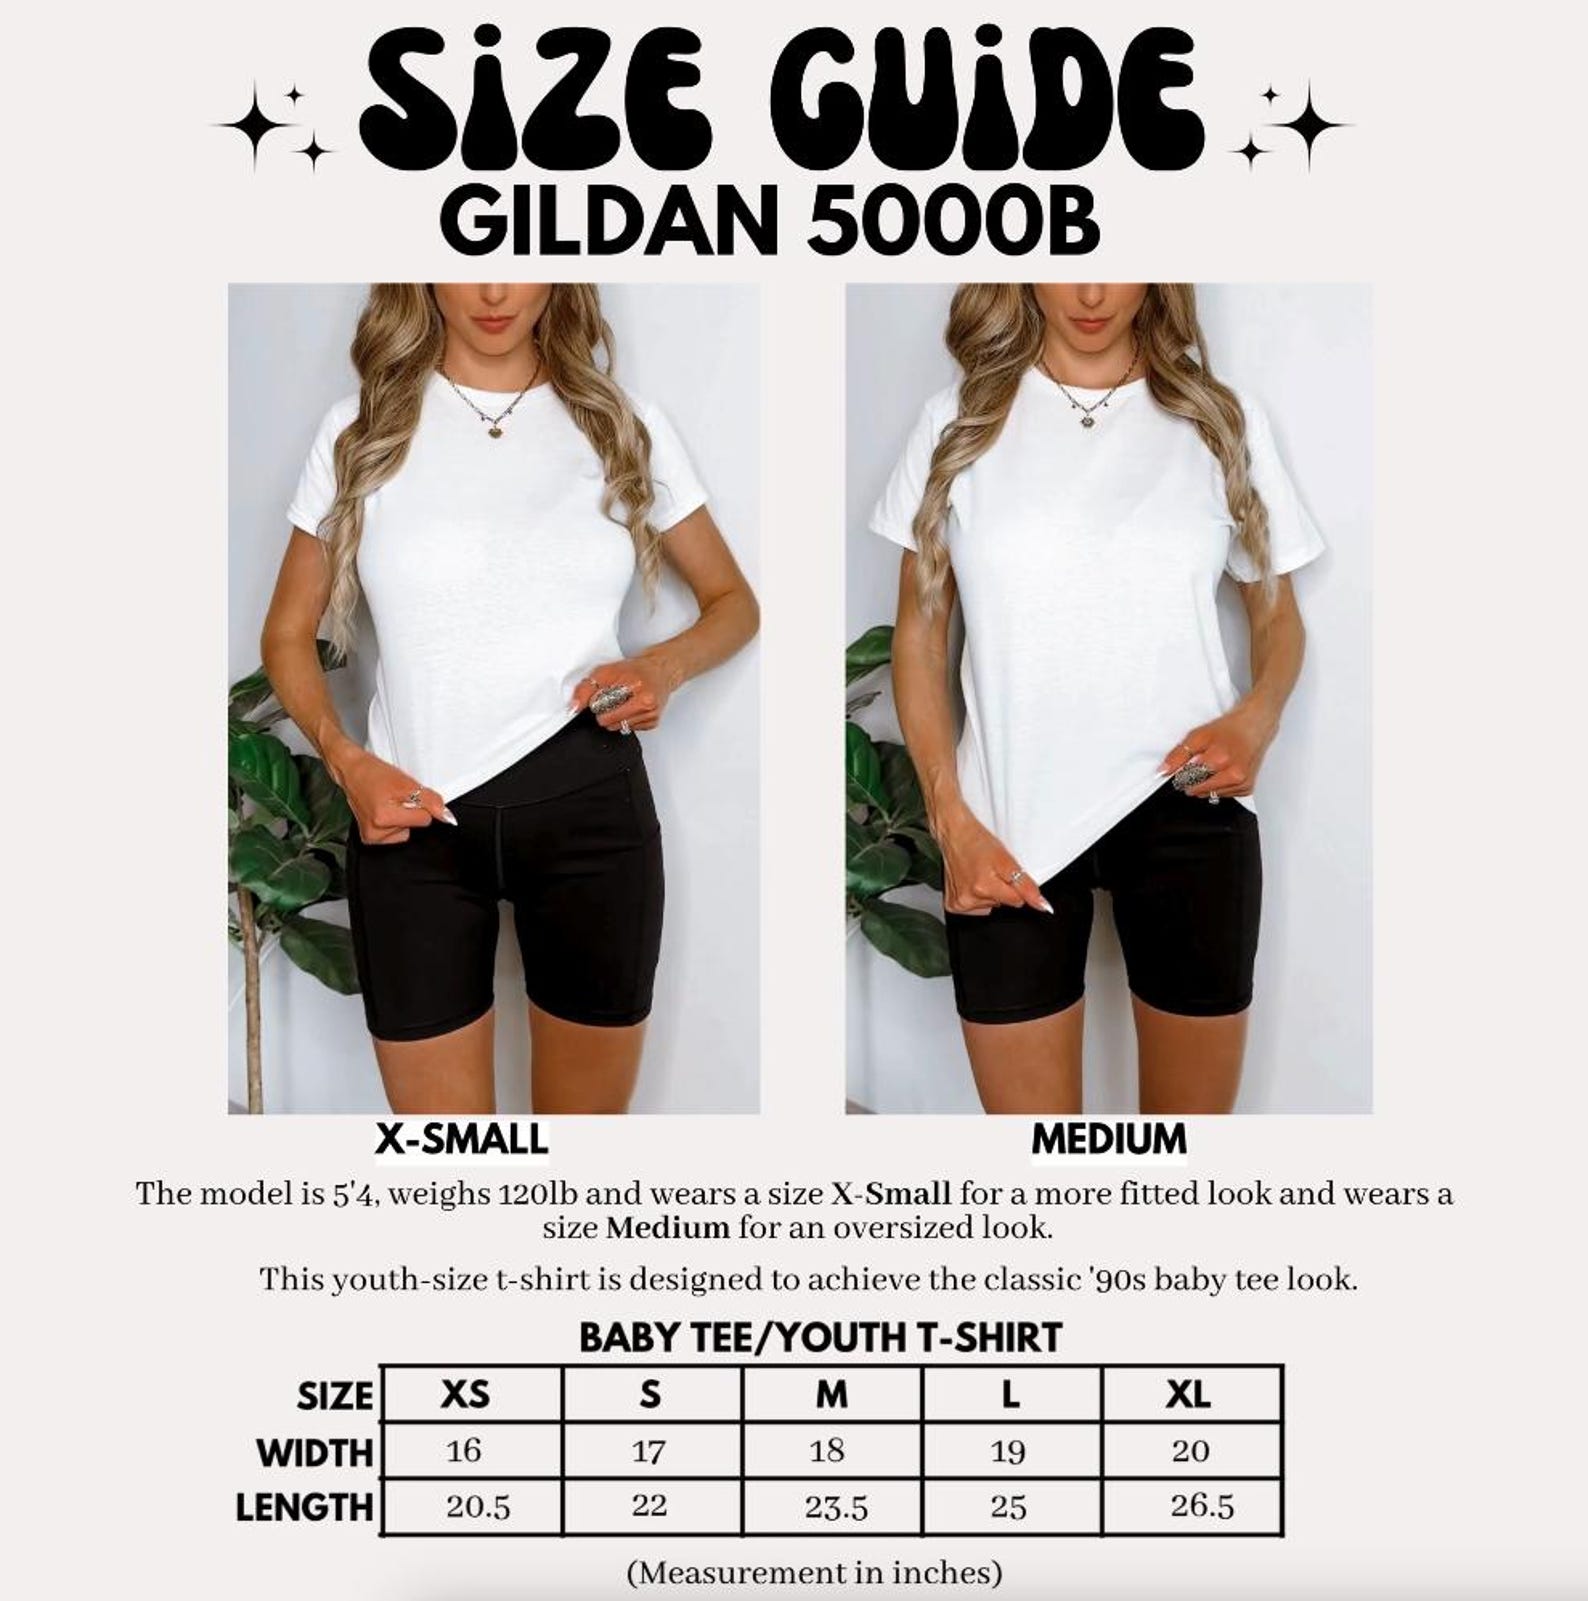 SiZE GUiDE
GILDAN 5000B
X-SMALL
MEDIUM
The model is 5'4, weighs 120lb and wears a size X-Small for a more fitted look and wears a
size Medium for an oversized look.
This youth-size t-shirt is designed to achieve the classic '90s baby tee look.
BABY TEE/YOUTH T-SHIRT
SIZE XS S M L XL
WIDTH 16 17 18 19 20
LENGTH 20.5 22 23.5 25 26.5
(Measurement in inches)